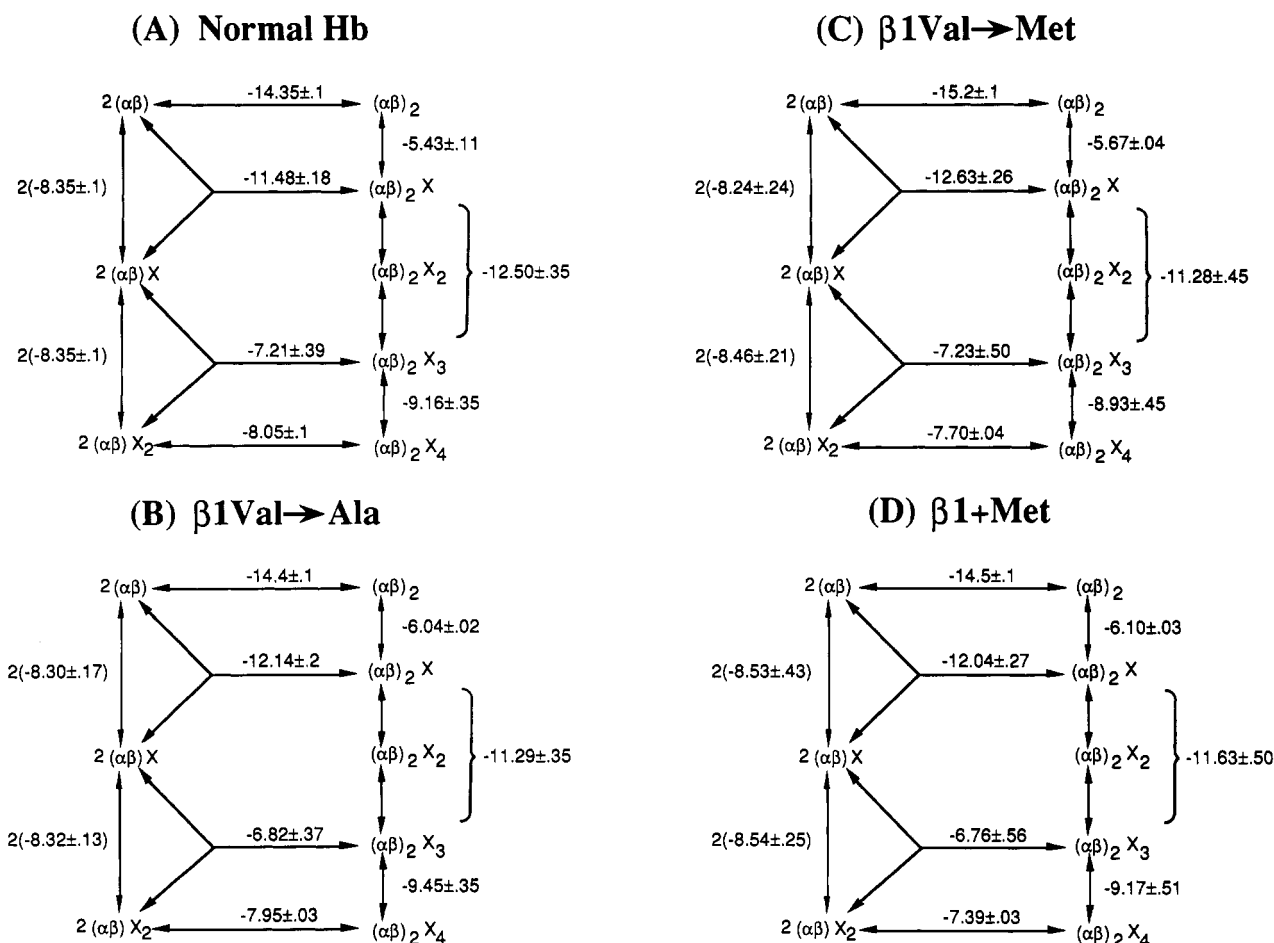 (A) Normal Hb
2 (αβ) -14.35±.1 (αβ)2
-5.43±.11
2(-8.35±.1) -11.48±.18 (αβ)2 X
2 (αβ) X (αβ)2 X2 -12.50±.35
2(-8.35±.1) -7.21±.39 (αβ)2 X3
-9.16±.35
2 (αβ) X2 -8.05±.1 (αβ)2 X4
(B) β1Val→Ala
2 (αβ) -14.4±.1 (αβ)2
-6.04±.02
2(-8.30±.17) -12.14±.2 (αβ)2 X
2 (αβ) X (αβ)2 X2 -11.29±.35
2(-8.32±.13) -6.82±.37 (αβ)2 X3
-9.45±.35
2 (αβ) X2 -7.95±.03 (αβ)2 X4
(C) β1Val→Met
2 (αβ) -15.2±.1 (αβ)2
-5.67±.04
2(-8.24±.24) -12.63±.26 (αβ)2 X
2 (αβ) X (αβ)2 X2 -11.28±.45
2(-8.46±.21) -7.23±.50 (αβ)2 X3
-8.93±.45
2 (αβ) X2 -7.70±.04 (αβ)2 X4
(D) β1+Met
2 (αβ) -14.5±.1 (αβ)2
-6.10±.03
2(-8.53±.43) -12.04±.27 (αβ)2 X
2 (αβ) X (αβ)2 X2 -11.63±.50
2(-8.54±.25) -6.76±.56 (αβ)2 X3
-9.17±.51
2 (αβ) X2 -7.39±.03 (αβ)2 X4